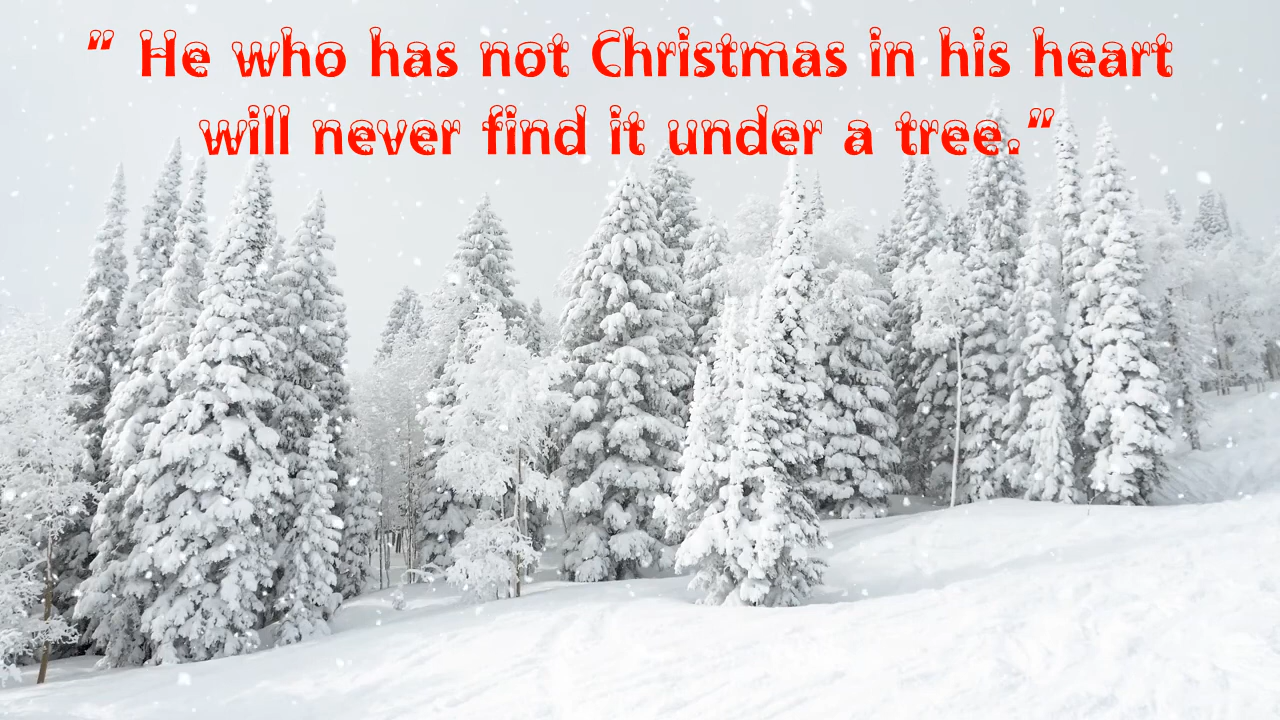 “ He who has not Christmas in his heart
will never find it under a tree.”